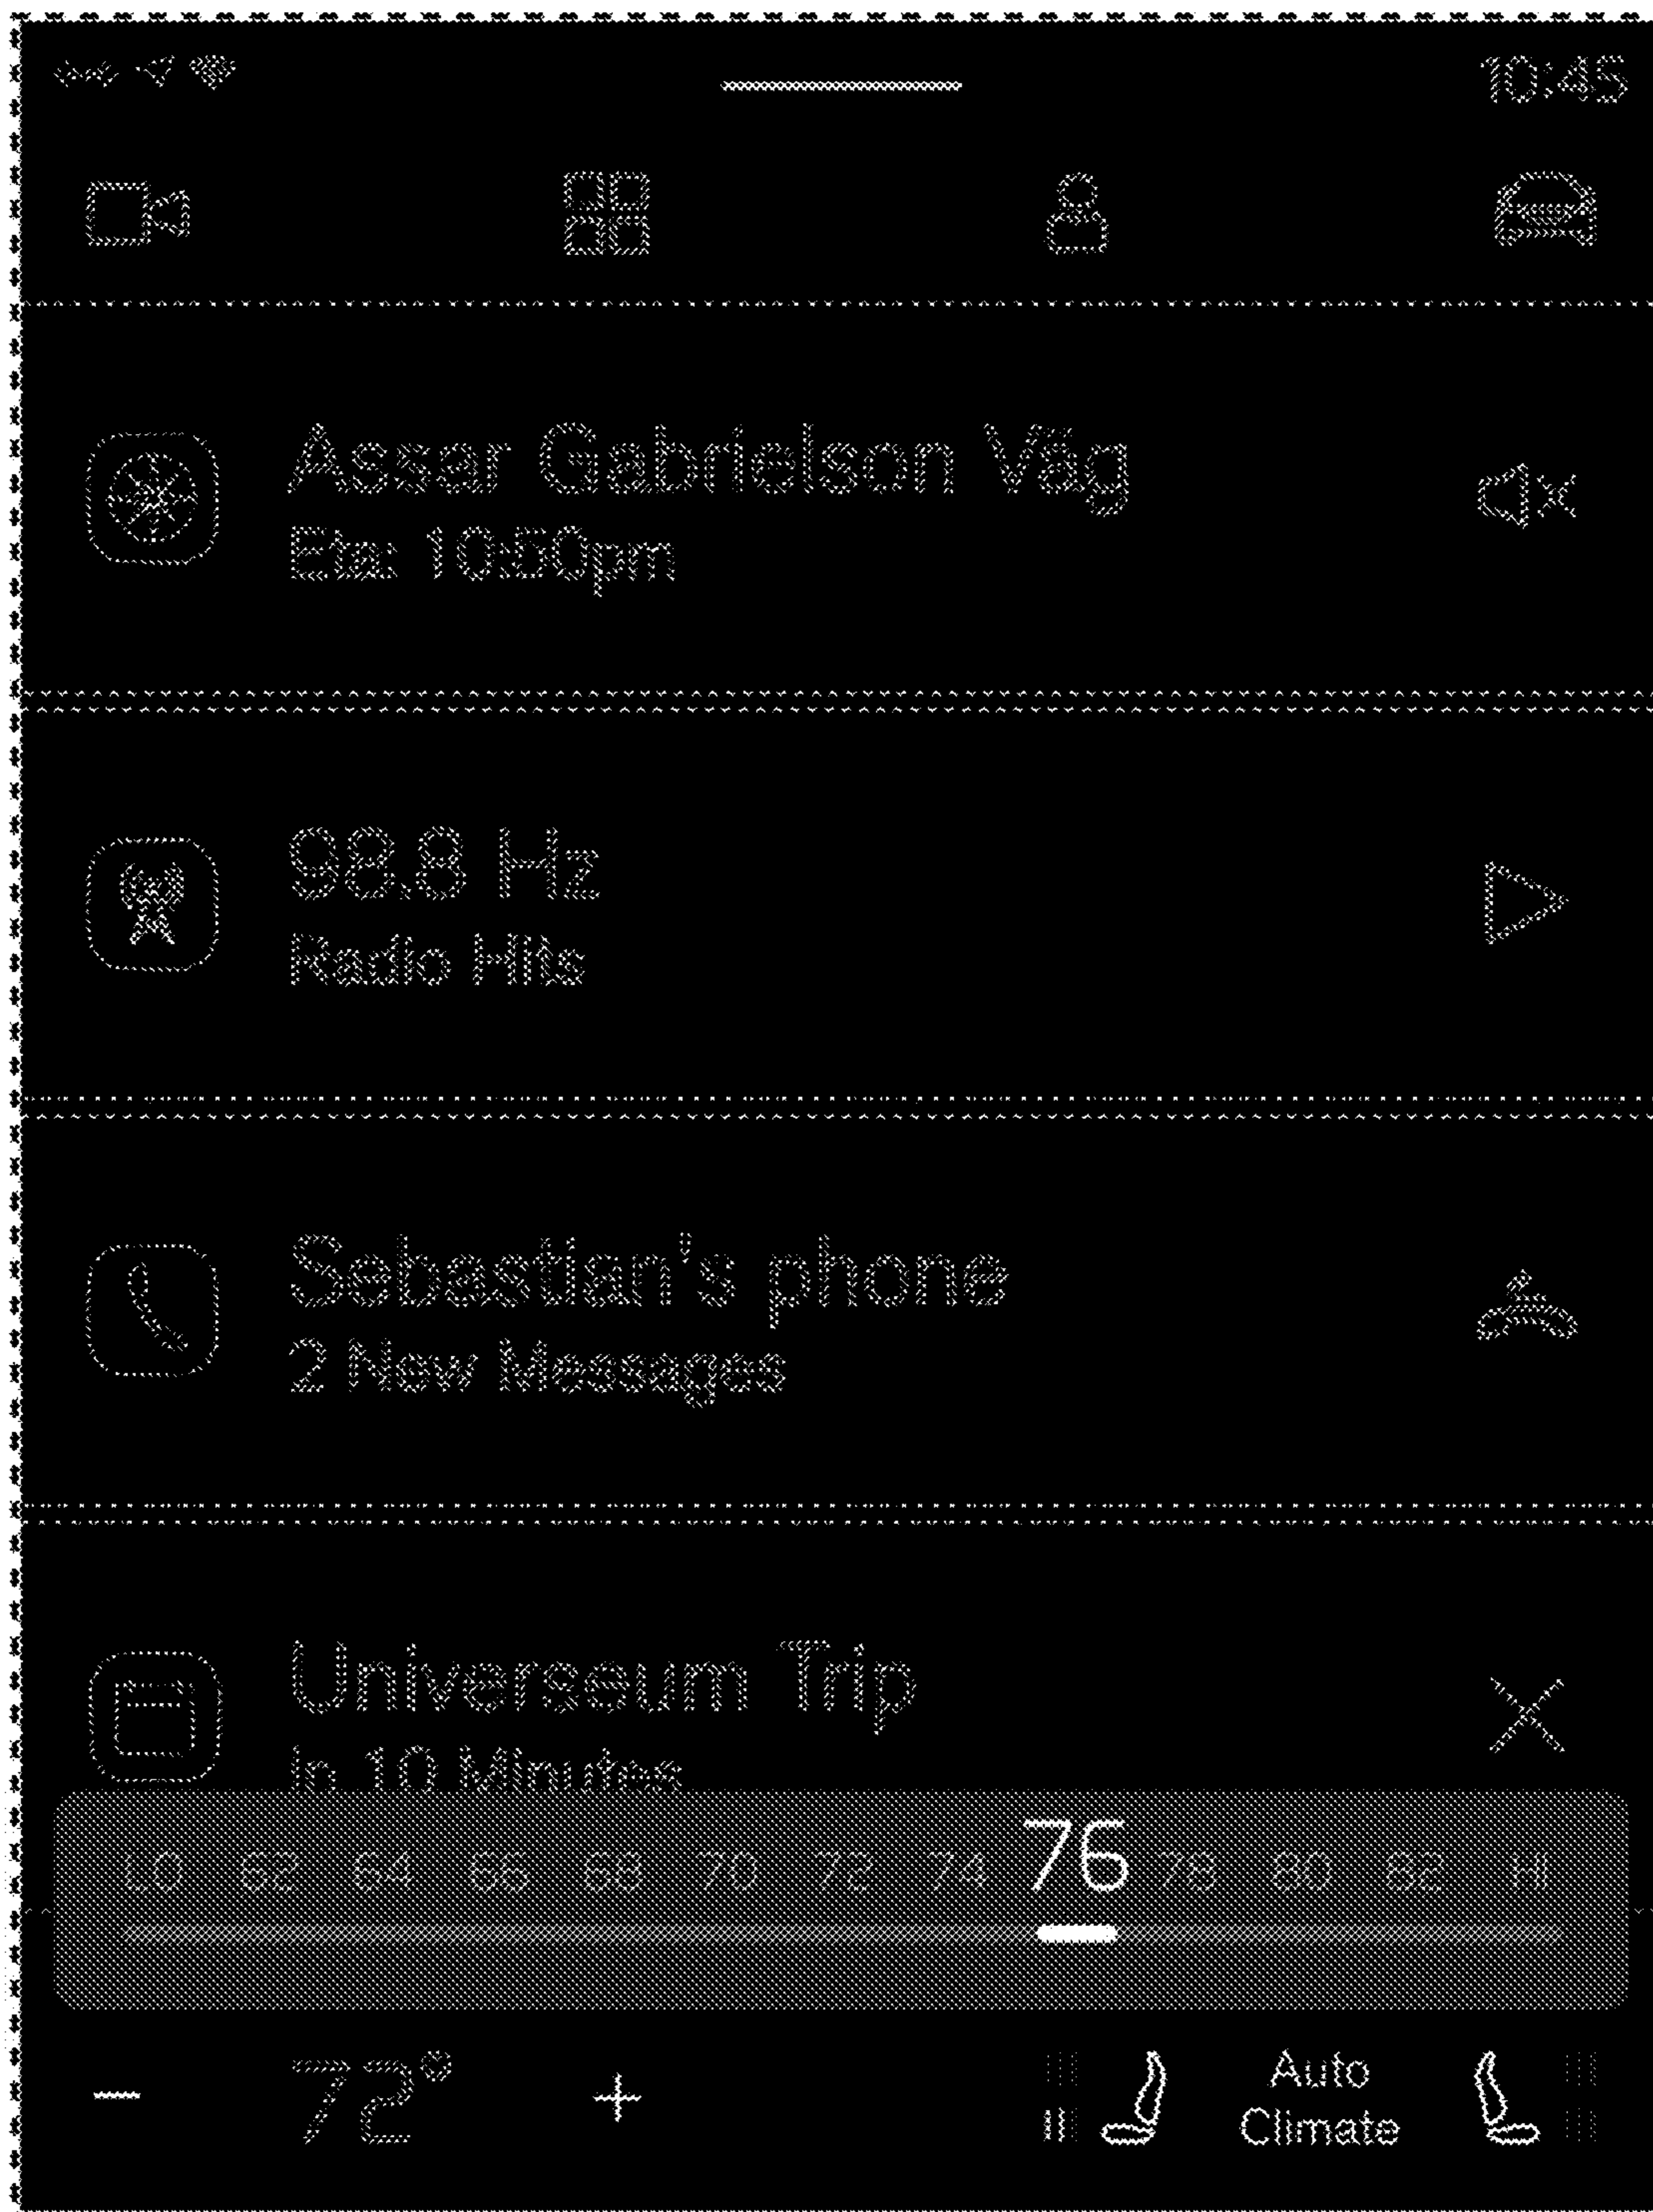 10:45
Assar Gabrielson Väg
Eta: 10:50pm
98.8 Hz
Radio Hits
Sebastian's phone
2 New Messages
Universeum Trip
in 10 Minutes
LO 62 64 66 68 70 72 74 76 78 80 82 HI
- 72° +
Auto
Climate